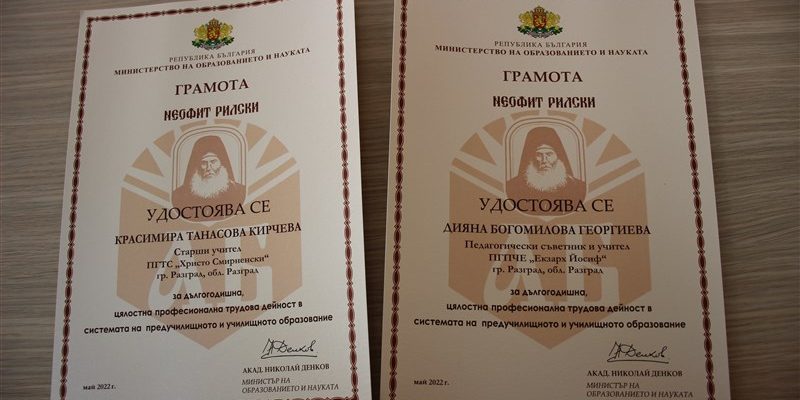 РЕПУБЛИКА БЪЛГАРИЯ
МИНИСТЕРСТВО НА ОБРАЗОВАНИЕТО И НАУКАТА
ГРАМОТА
НЕОФИТ РИЛСКИ
УДОСТОЯВА СЕ
КРАСИМИРА ТАНАСОВА КИРЧЕВА
Старши учител
ПГТС „Христо Смирненски“
гр. Разград, обл. Разград
за дългогодишна,
цялостна професионална трудова дейност в
системата на предучилищното и училищното образование
АКАД. НИКОЛАЙ ДЕНКОВ
май 2022 г.
МИНИСТЪР НА
ОБРАЗОВАНИЕТО И НАУКАТА
РЕПУБЛИКА БЪЛГАРИЯ
МИНИСТЕРСТВО НА ОБРАЗОВАНИЕТО И НАУКАТА
ГРАМОТА
НЕОФИТ РИЛСКИ
УДОСТОЯВА СЕ
ДИЯНА БОГОМИЛОВА ГЕОРГИЕВА
Педагогически съветник и учител
ПГПЧЕ „Екзарх Йосиф“
гр. Разград, обл. Разград
за дългогодишна,
цялостна професионална трудова дейност в
системата на предучилищното и училищното образование
АКАД. НИКОЛАЙ ДЕНКОВ
май 2022 г.
МИНИСТЪР НА
ОБРАЗОВАНИЕТО И НАУКАТА